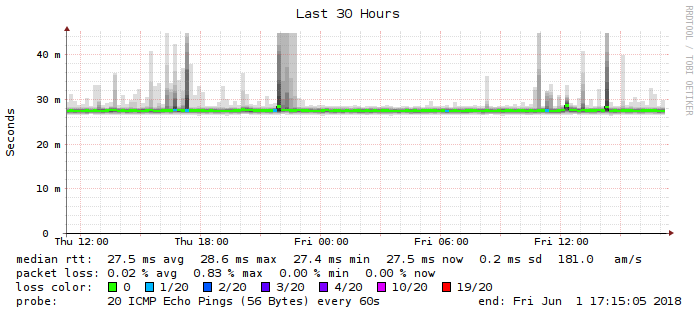 Last 30 Hours
RRDTOOL / TOBI OETIKER
Seconds
40 m
30 m
20 m
10 m
0
Thu 12:00 Thu 18:00 Fri 00:00 Fri 06:00 Fri 12:00
median rtt: 27.5 ms avg 28.6 ms max 27.4 ms min 27.5 ms now 0.2 ms sd 181.0 am/s
packet loss: 0.02 % avg 0.83 % max 0.00 % min 0.00 % now
loss color: 0 1/20 2/20 3/20 4/20 10/20 19/20
probe: 20 ICMP Echo Pings (56 Bytes) every 60s end: Fri Jun 1 17:15:05 2018